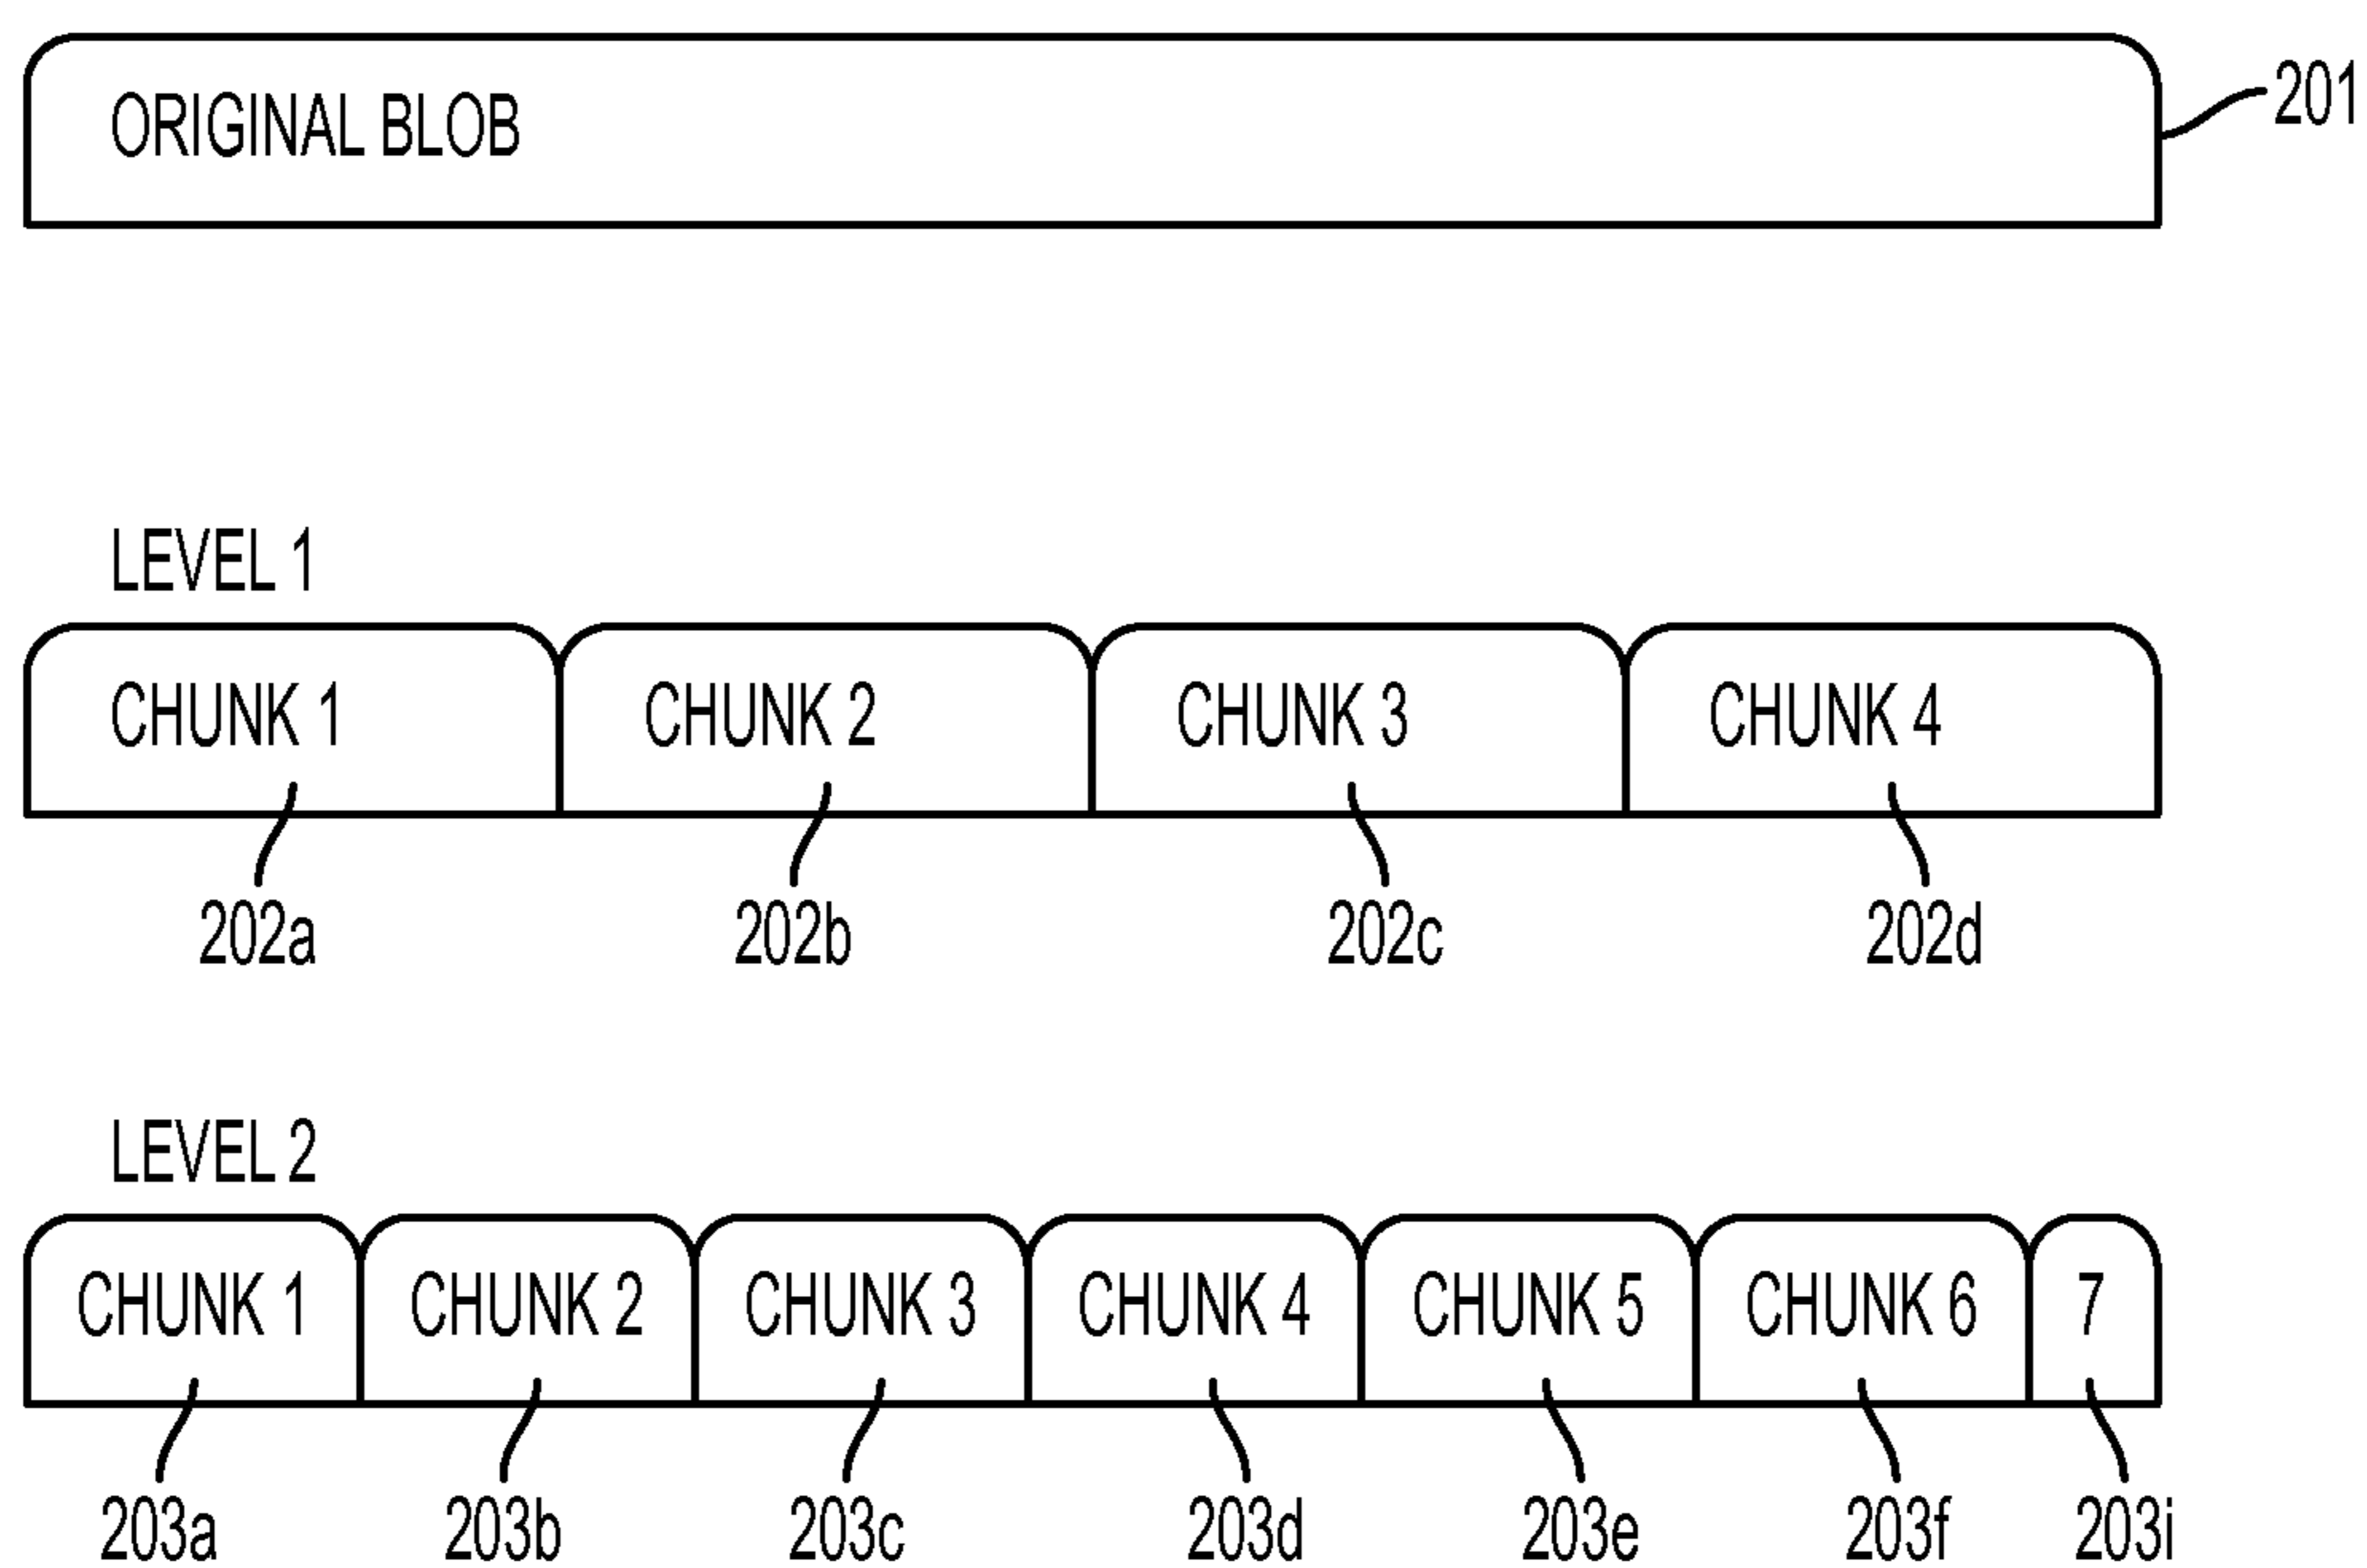 ORIGINAL BLOB
201
LEVEL 1
CHUNK 1 CHUNK 2 CHUNK 3 CHUNK 4
202a 202b 202c 202d
LEVEL 2
CHUNK 1 CHUNK 2 CHUNK 3 CHUNK 4 CHUNK 5 CHUNK 6 7
203a 203b 203c 203d 203e 203f 203i